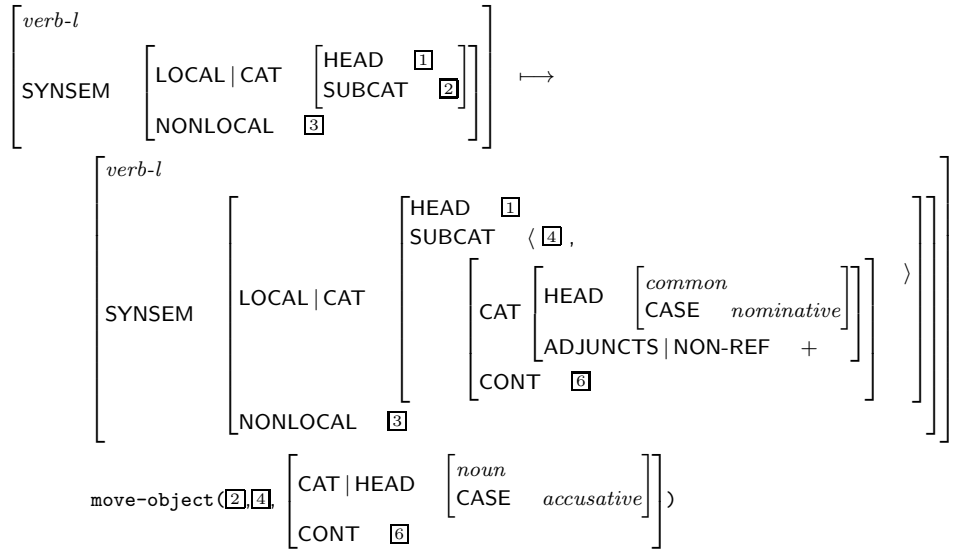 verb-l
SYNSEM LOCAL | CAT HEAD 1
SUBCAT 2
NONLOCAL 3
⟼
verb-l
SYNSEM LOCAL | CAT HEAD 1
SUBCAT ⟨ 4 ,
CAT HEAD common
CASE nominative
ADJUNCTS | NON-REF +
CONT 6
⟩
NONLOCAL 3
move-object(2,4, CAT | HEAD noun
CASE accusative
CONT 6 )